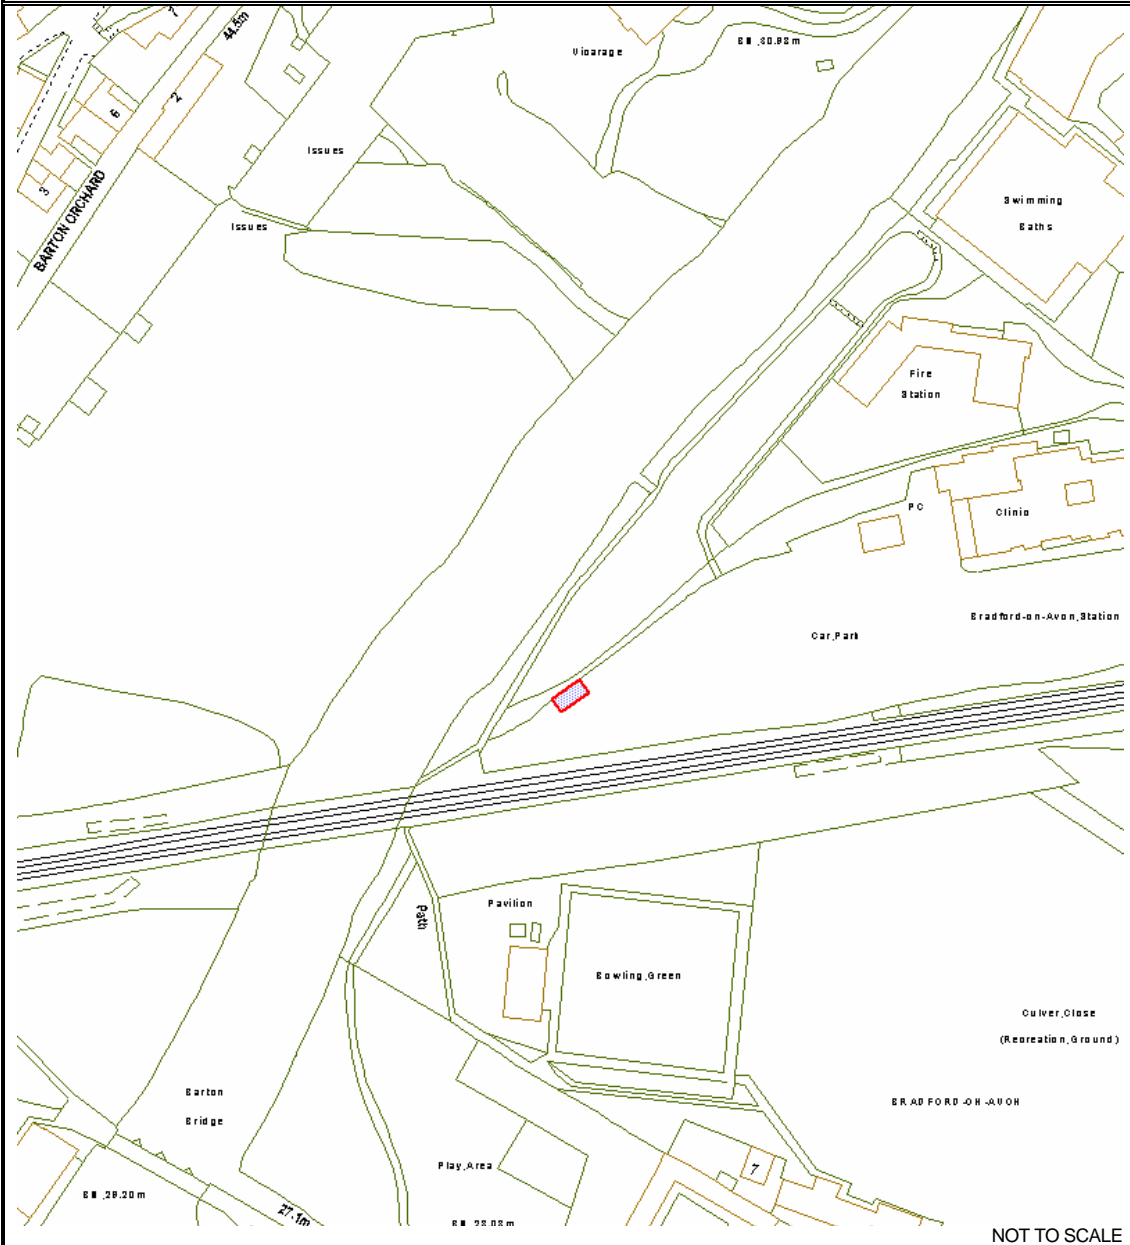 7
44.5m
Vicarage
BM 30.98m
2
6
3
BARTON ORCHARD
Issues
Issues
Swimming
Baths
Fire
Station
PC
Clinic
Bradford-on-Avon Station
Car Park
Path
Pavilion
Bowling Green
Culver Close
(Recreation Ground)
BRADFORD-ON-AVON
Barton
Bridge
Play Area
7
BM 29.20m
27.1m
BM 28.08m
NOT TO SCALE